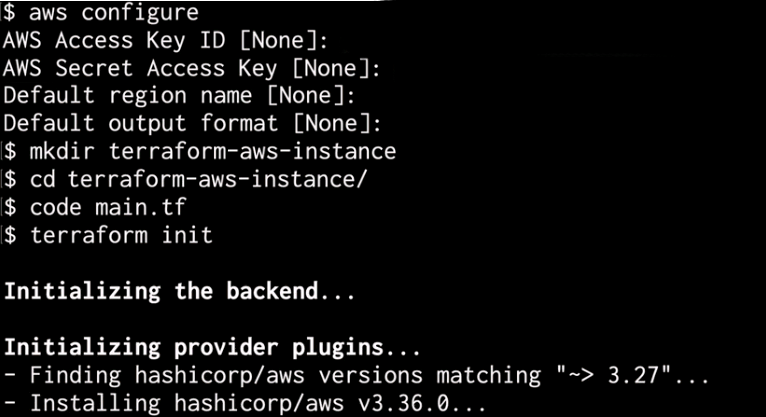 $ aws configure
AWS Access Key ID [None]:
AWS Secret Access Key [None]:
Default region name [None]:
Default output format [None]:
$ mkdir terraform-aws-instance
$ cd terraform-aws-instance/
$ code main.tf
$ terraform init
Initializing the backend...
Initializing provider plugins...
- Finding hashicorp/aws versions matching "~> 3.27"...
- Installing hashicorp/aws v3.36.0...